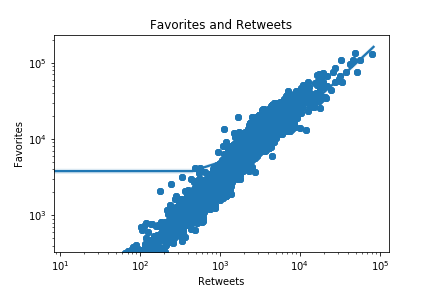 Favorites and Retweets
10^5
10^4
10^3
Favorites
10^1 10^2 10^3 10^4 10^5
Retweets